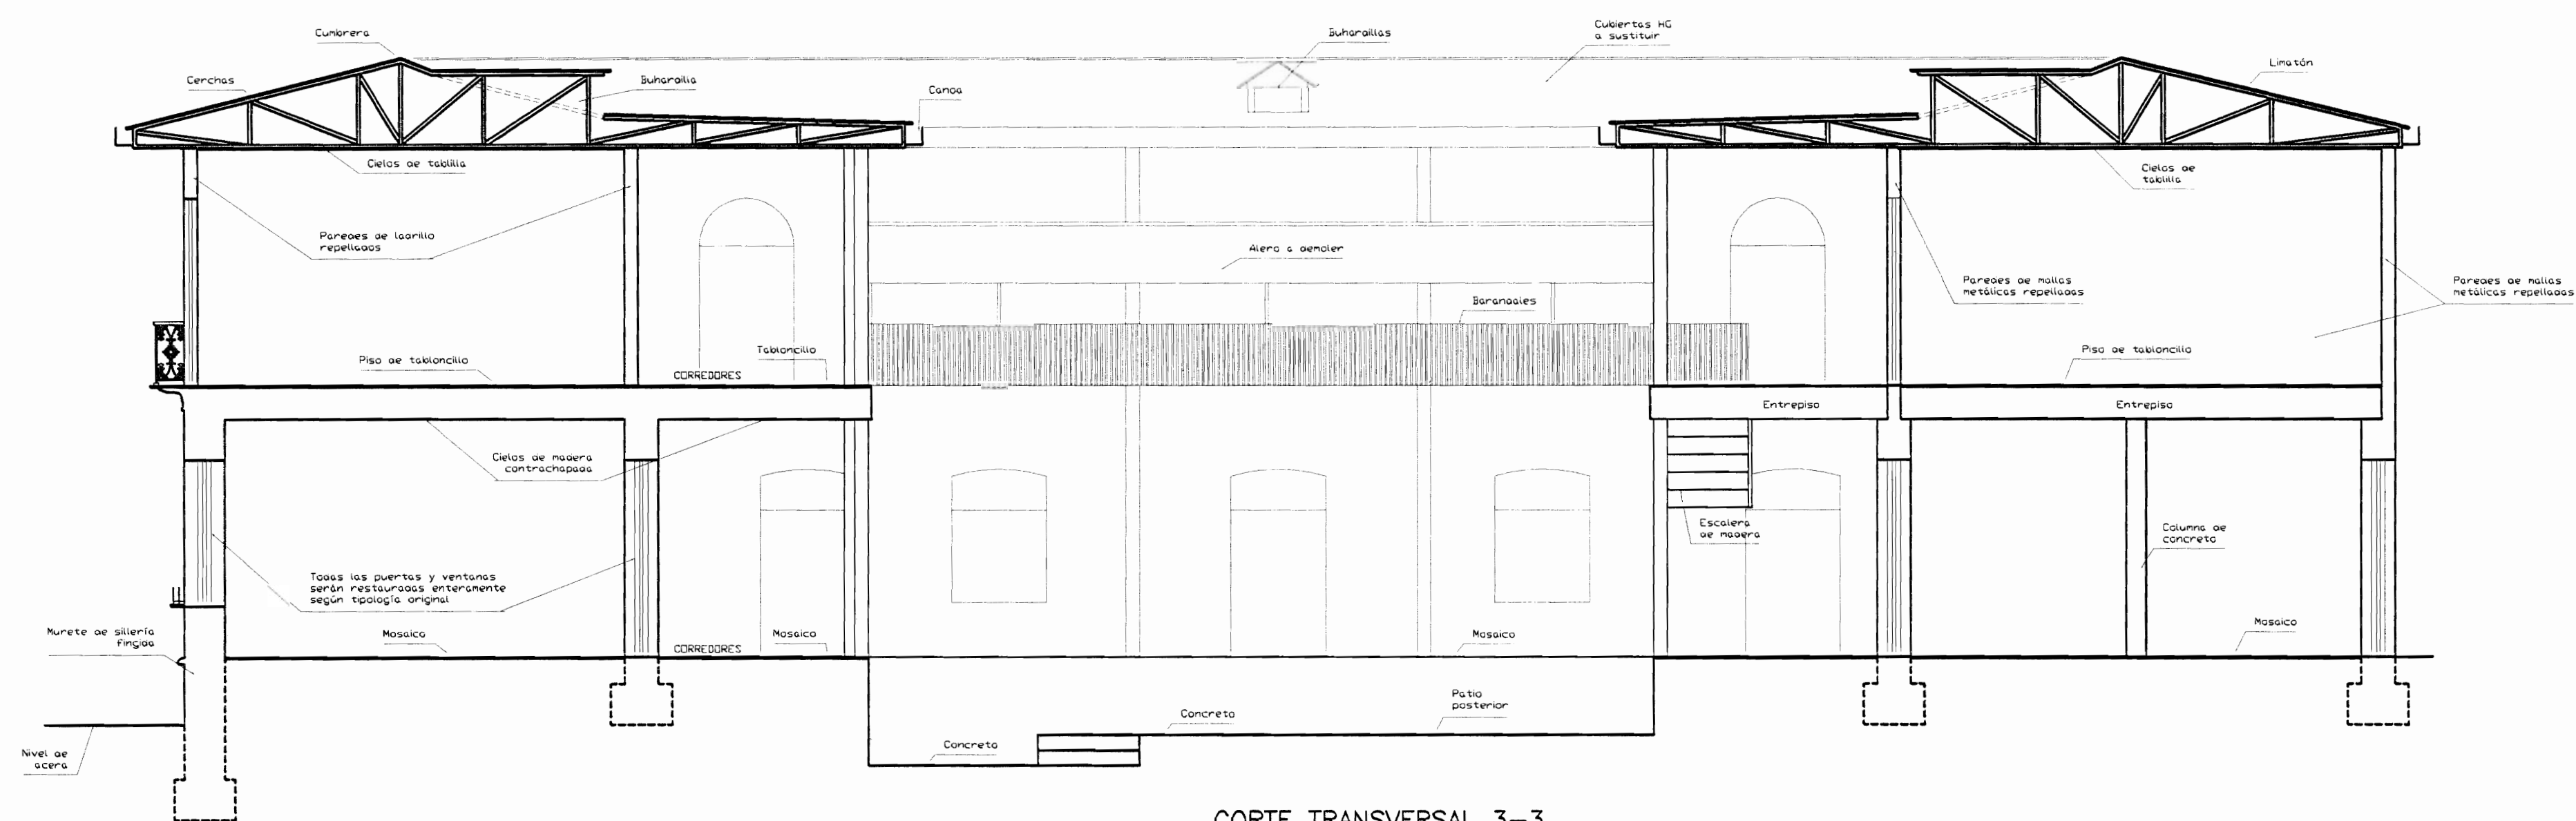 Cumbrera
Buhardillas
Cubiertas HG
a sustituir
Cerchas
Buhardilla
Canoa
Limatón
Cielos de tablilla
Cielos de
tablilla
Paredes de ladrillo
repelladas
Alero a demoler
Paredes de mallas
metálicas repelladas
Paredes de mallas
metálicas repelladas
Barandales
Piso de tabloncillo
Tabloncillo
CORREDORES
Piso de tabloncillo
Entrepiso
Entrepiso
Cielos de madera
contrachapada
Escalera
de madera
Columna de
concreto
Todas las puertas y ventanas
serán restauradas enteramente
según tipología original
Murete de sillería
fingida
Mosaico
CORREDORES
Mosaico
Mosaico
Mosaico
Patio
posterior
Concreto
Concreto
Nivel de
acera
CORTE TRANSVERSAL 3-3